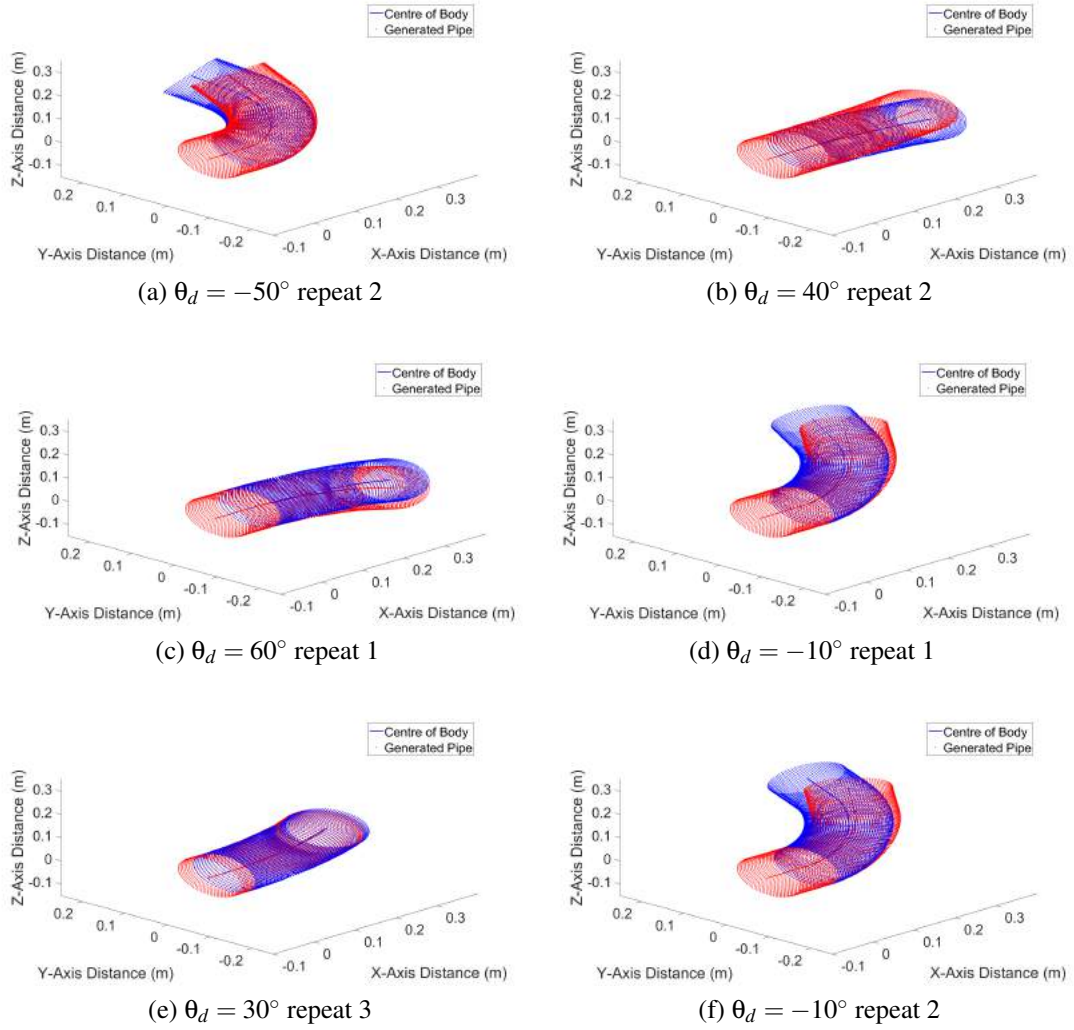 Centre of Body
Generated Pipe
Z-Axis Distance (m)
0.3
0.2
0.1
0
-0.1
0.2
0.1
0
-0.1
-0.2
-0.1
0
0.1
0.2
0.3
Y-Axis Distance (m)
X-Axis Distance (m)
(a) θd = −50° repeat 2
Centre of Body
Generated Pipe
Z-Axis Distance (m)
0.3
0.2
0.1
0
-0.1
0.2
0.1
0
-0.1
-0.2
-0.1
0
0.1
0.2
0.3
Y-Axis Distance (m)
X-Axis Distance (m)
(b) θd = 40° repeat 2
Centre of Body
Generated Pipe
Z-Axis Distance (m)
0.3
0.2
0.1
0
-0.1
0.2
0.1
0
-0.1
-0.2
-0.1
0
0.1
0.2
0.3
Y-Axis Distance (m)
X-Axis Distance (m)
(c) θd = 60° repeat 1
Centre of Body
Generated Pipe
Z-Axis Distance (m)
0.3
0.2
0.1
0
-0.1
0.2
0.1
0
-0.1
-0.2
-0.1
0
0.1
0.2
0.3
Y-Axis Distance (m)
X-Axis Distance (m)
(d) θd = −10° repeat 1
Centre of Body
Generated Pipe
Z-Axis Distance (m)
0.3
0.2
0.1
0
-0.1
0.2
0.1
0
-0.1
-0.2
-0.1
0
0.1
0.2
0.3
Y-Axis Distance (m)
X-Axis Distance (m)
(e) θd = 30° repeat 3
Centre of Body
Generated Pipe
Z-Axis Distance (m)
0.3
0.2
0.1
0
-0.1
0.2
0.1
0
-0.1
-0.2
-0.1
0
0.1
0.2
0.3
Y-Axis Distance (m)
X-Axis Distance (m)
(f) θd = −10° repeat 2